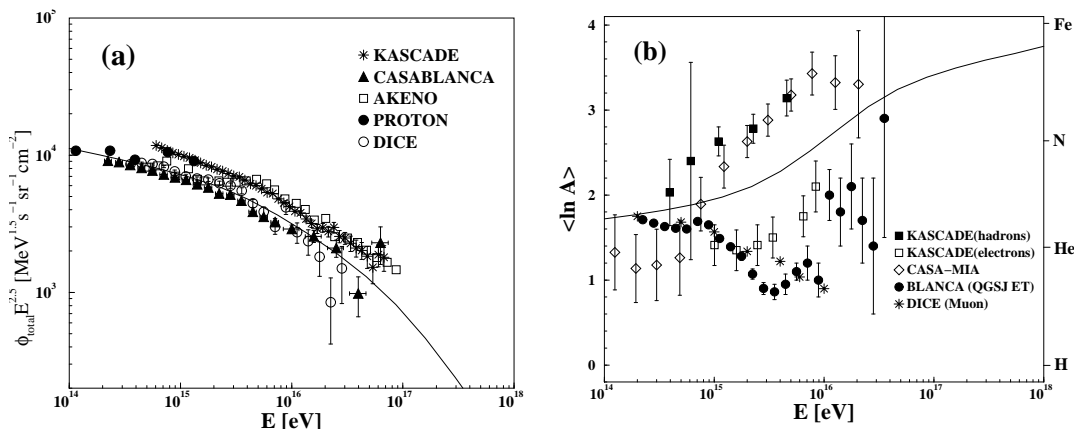 (a)
KASCADE
CASABLANCA
AKENO
PROTON
DICE
10^5
10^4
10^3
ϕ_total E^2.5 [MeV^1.5 s^−1 sr^−1 cm^−2]
10^14 10^15 10^16 10^17 10^18
E [eV]
(b)
4
3
2
1
0
<ln A>
Fe
N
He
H
KASCADE(hadrons)
KASCADE(electrons)
CASA−MIA
BLANCA (QGSJ ET)
DICE (Muon)
10^14 10^15 10^16 10^17 10^18
E [eV]